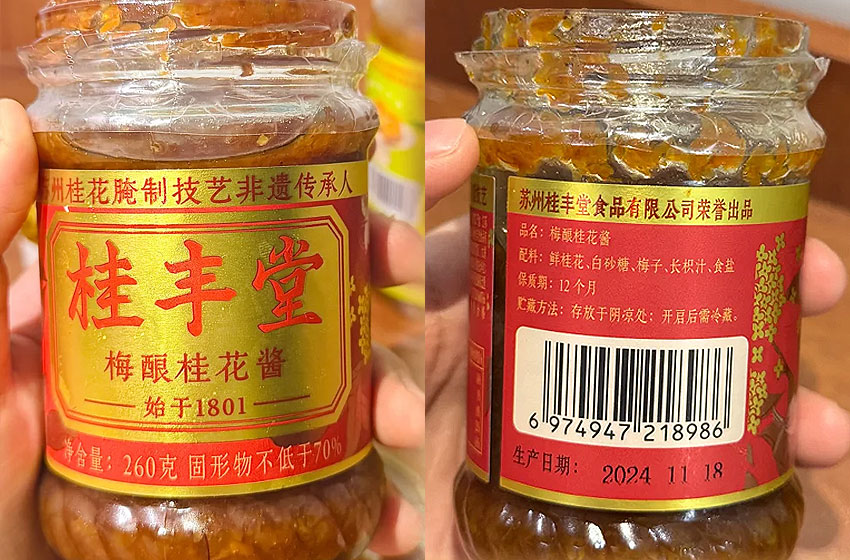 州桂花腌制技艺非遗传承人
桂丰堂
梅酿桂花酱
始于1801
净含量：260克 固形物不低于70%
苏州桂丰堂食品有限公司荣誉出品
品名：梅酿桂花酱
配料：鲜桂花、白砂糖、梅子、长枳汁、食盐
保质期：12个月
贮藏方法：存放于阴凉处；开启后需冷藏。
6 974947 218986
生产日期：
2024 11 18